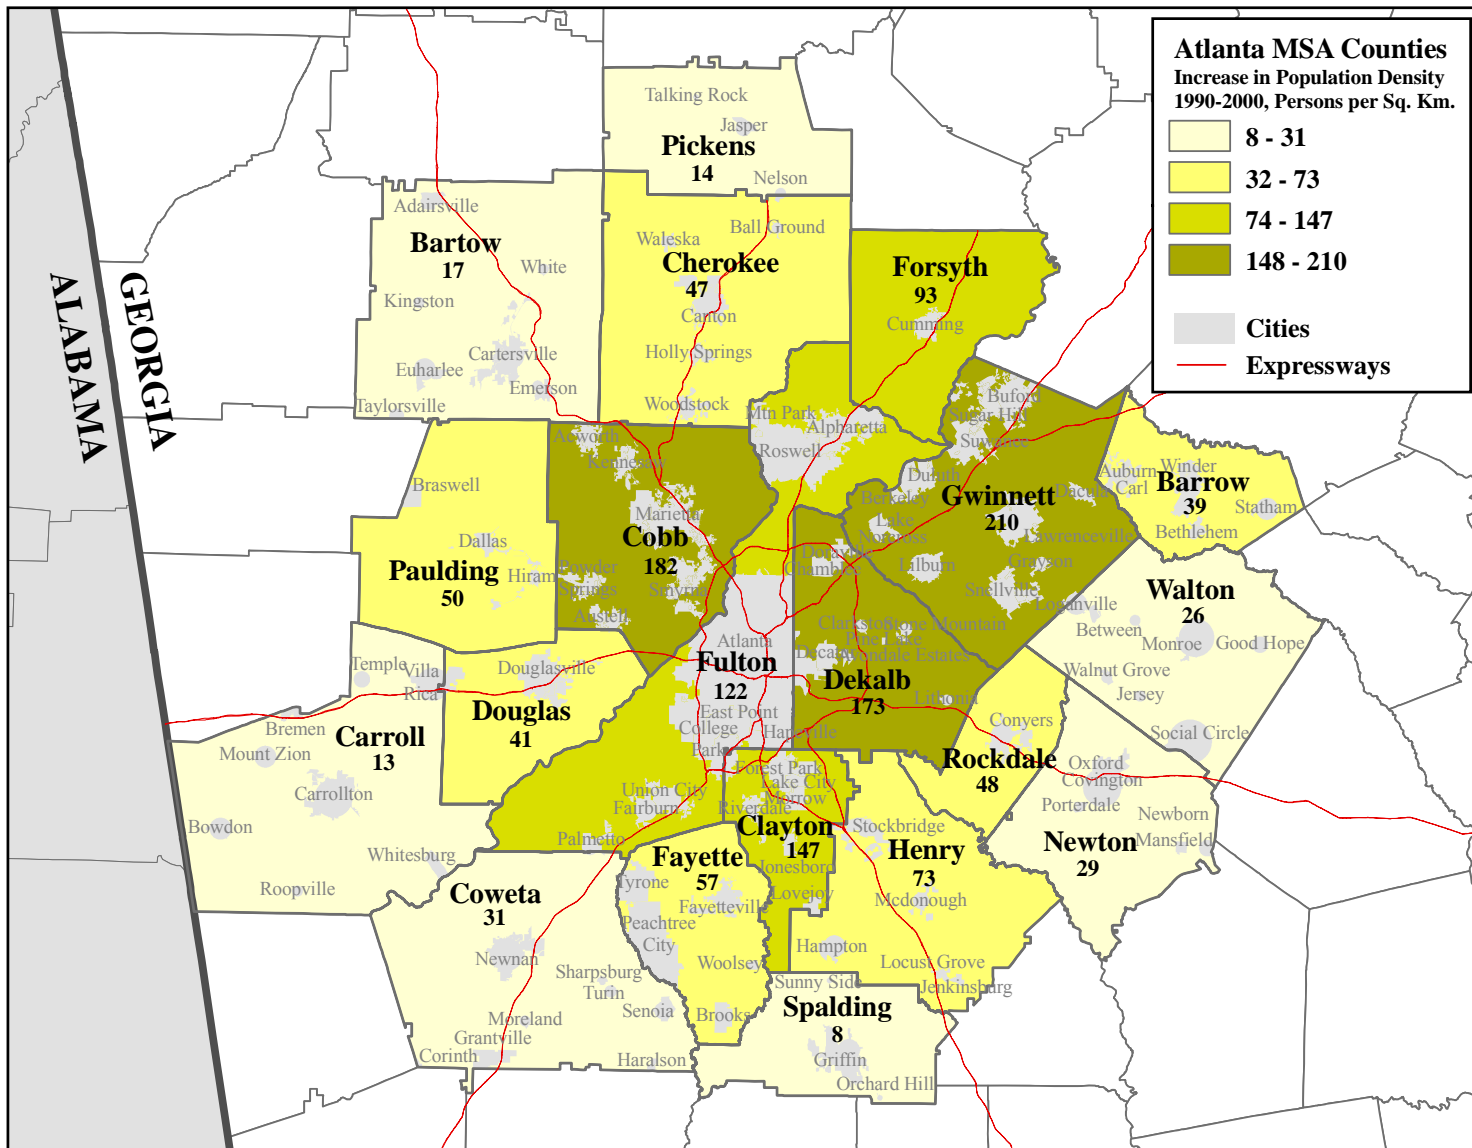 Atlanta MSA Counties
Increase in Population Density
1990-2000, Persons per Sq. Km.
8 - 31
32 - 73
74 - 147
148 - 210
Cities
Expressways
ALABAMA
GEORGIA
Talking Rock
Jasper
Pickens
14
Nelson
Adairsville
Bartow
17
White
Kingston
Cartersville
Euharlee
Emerson
Taylorsville
Ball Ground
Waleska
Cherokee
47
Canton
Holly Springs
Woodstock
Forsyth
93
Cumming
Mtn Park
Alpharetta
Roswell
Buford
Sugar Hill
Suwanee
Duluth
Gwinnett
210
Berkeley
Lake
Norcross
Dacula
Lawrenceville
Lilburn
Grayson
Snellville
Loganville
Auburn
Winder
Carl
Barrow
39
Statham
Bethlehem
Acworth
Kennesaw
Marietta
Cobb
182
Powder
Springs
Smyrna
Austell
Braswell
Dallas
Paulding
50
Hiram
Doraville
Chamblee
Clarkston
Stone Mountain
Pine Lake
Decatur
Avondale Estates
Dekalb
173
Lithonia
Walton
26
Between
Monroe
Good Hope
Walnut Grove
Jersey
Social Circle
Temple
Villa
Rica
Douglasville
Douglas
41
Atlanta
Fulton
122
East Point
College
Park
Hapeville
Union City
Fairburn
Palmetto
Bremen
Mount Zion
Carroll
13
Carrollton
Bowdon
Whitesburg
Roopville
Conyers
Rockdale
48
Oxford
Covington
Porterdale
Newborn
Mansfield
Newton
29
Forest Park
Lake City
Morrow
Riverdale
Clayton
147
Jonesboro
Lovejoy
Stockbridge
Henry
73
Mcdonough
Hampton
Locust Grove
Jenkinsburg
Fayette
57
Tyrone
Fayetteville
Peachtree
City
Woolsey
Brooks
Coweta
31
Newnan
Sharpsburg
Turin
Senoia
Moreland
Grantville
Corinth
Haralson
Sunny Side
Spalding
8
Griffin
Orchard Hill